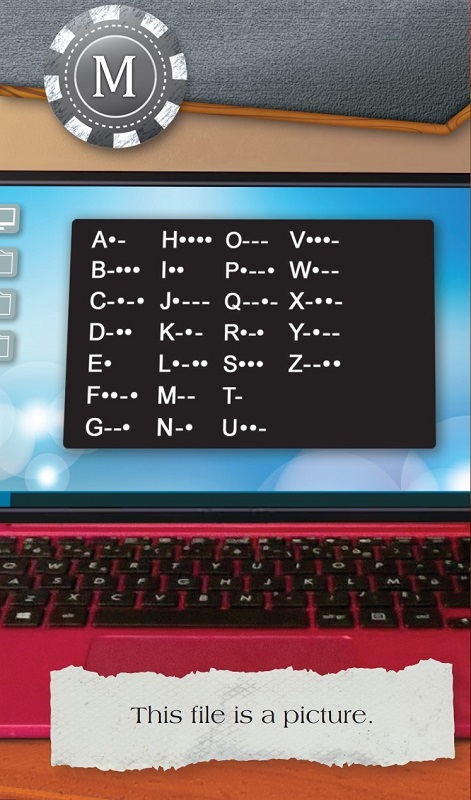 M
A•- H•••• O--- V•••-
B-••• I•• P•--• W•--
C-•-• J•--- Q--•- X-••-
D-•• K-•- R•-• Y-•--
E• L•-•• S••• Z--••
F••-• M-- T-
G--• N-• U••-
Q W E R T Y U I O P
A S D F G H J K L
Z X C V B N M
This file is a picture.